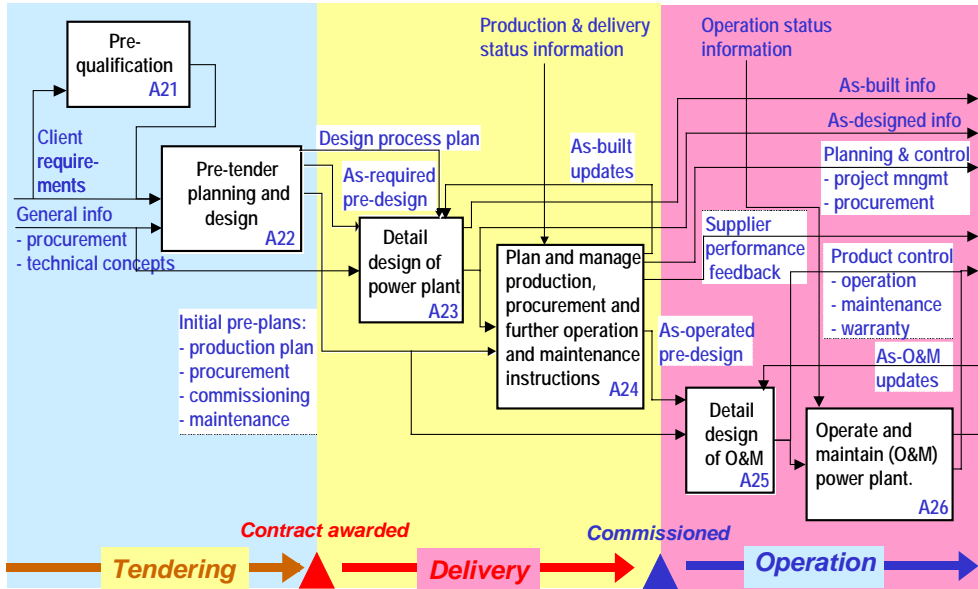 Pre-
qualification
A21
Production & delivery
status information
Operation status
information
As-built info
As-designed info
Client
require-
ments
Design process plan
As-built
updates
Planning & control
- project mngmt
- procurement
Pre-tender
planning and
design
A22
As-required
pre-design
General info
- procurement
- technical concepts
Detail
design of
power plant
A23
Supplier
performance
feedback
Plan and manage
production,
procurement and
further operation
and maintenance
instructions
A24
Product control
- operation
- maintenance
- warranty
Initial pre-plans:
- production plan
- procurement
- commissioning
- maintenance
As-operated
pre-design
As-O&M
updates
Detail
design
of O&M
A25
Operate and
maintain (O&M)
power plant.
A26
Contract awarded
Commissioned
Tendering
Delivery
Operation